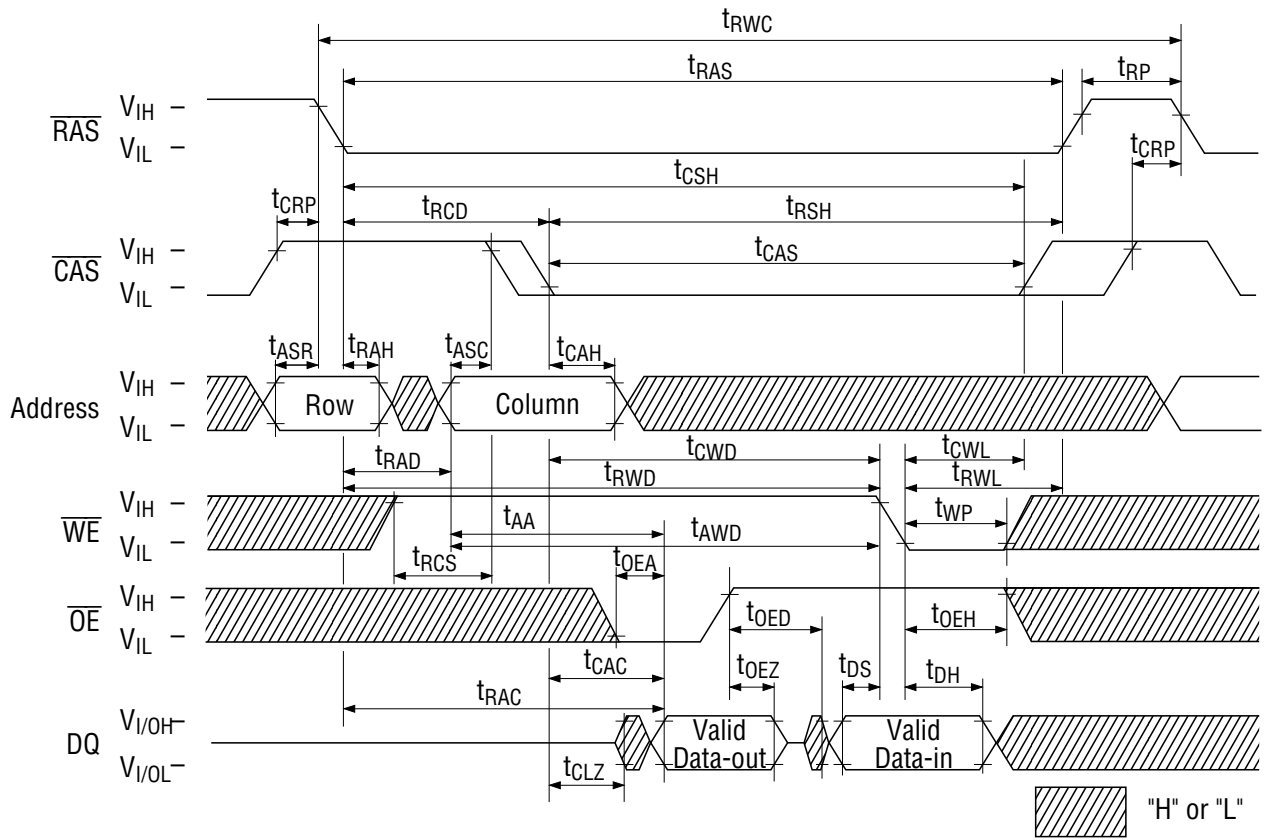 tRWC
tRAS
tRP
RAS
VIH
VIL
tCRP
tCSH
tCRP
tRCD
tRSH
CAS
VIH
VIL
tCAS
tASR
tRAH
tASC
tCAH
Address
VIH
VIL
Row
Column
tCWD
tCWL
tRAD
tRWD
tRWL
WE
VIH
VIL
tAA
tAWD
tWP
tRCS
tOEA
OE
VIH
VIL
tOED
tOEH
tCAC
tOEZ
tDS
tDH
tRAC
DQ
VI/OH
VI/OL
Valid
Data-out
Valid
Data-in
tCLZ
"H" or "L"